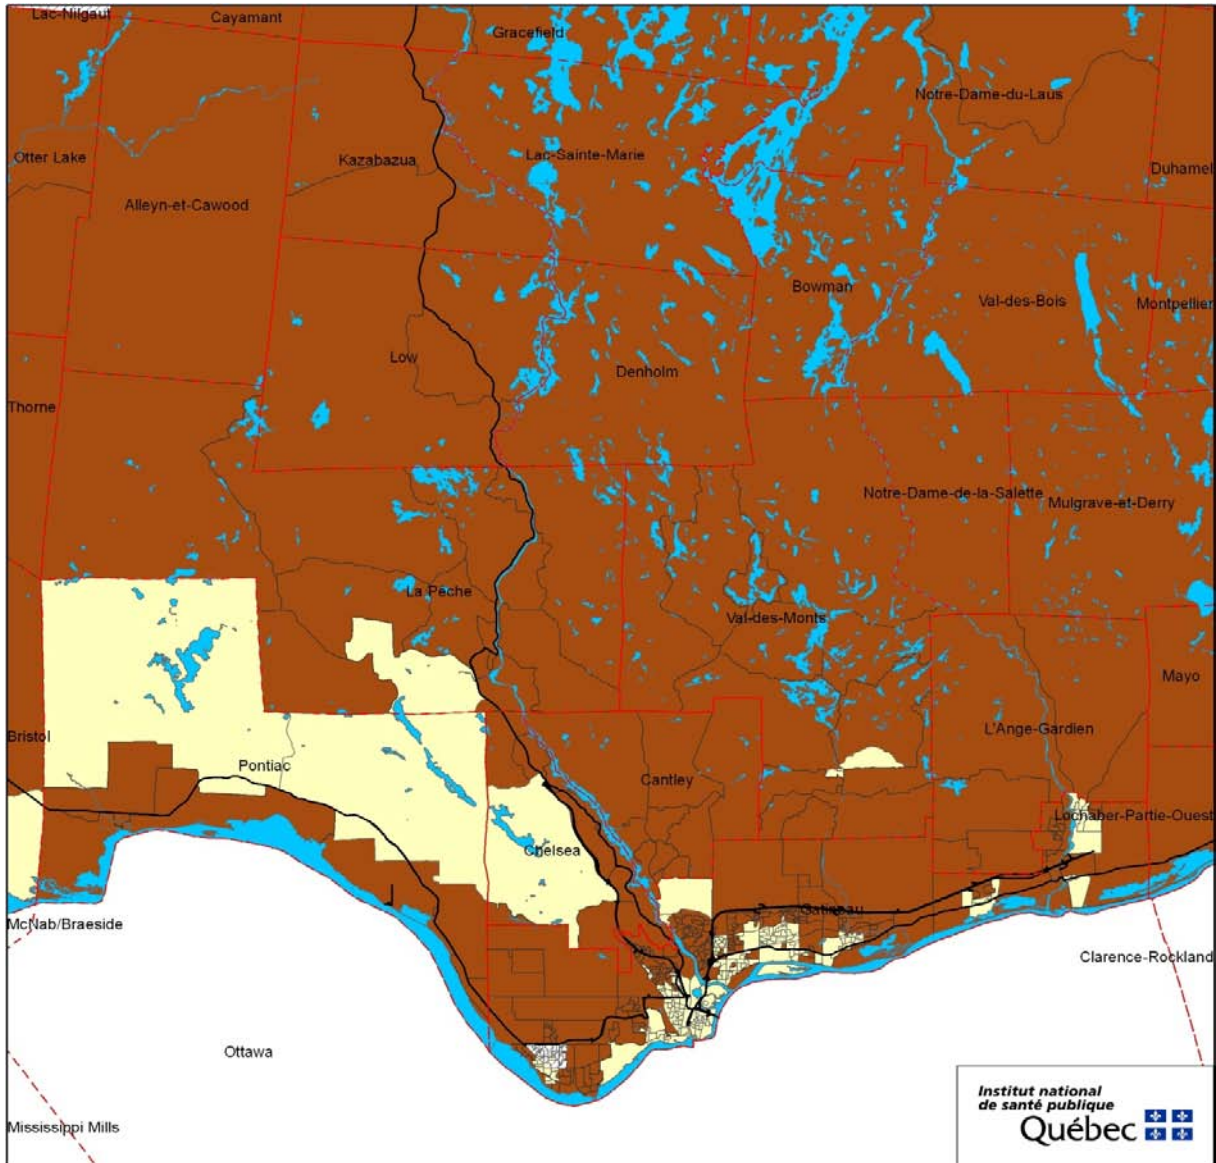 Lac-Nilgaut
Cayamant
Gracefield
Notre-Dame-du-Laus
Otter Lake
Kazabazua
Lac-Sainte-Marie
Duhamel
Alleyn-et-Cawood
Bowman
Val-des-Bois
Montpellier
Low
Denholm
Thorne
Notre-Dame-de-la-Salette
Mulgrave-et-Derry
La Pêche
Val-des-Monts
Mayo
Bristol
L'Ange-Gardien
Pontiac
Cantley
Lochaber-Partie-Ouest
Chelsea
Gatineau
McNab/Braeside
Clarence-Rockland
Ottawa
Mississippi Mills
Institut national
de santé publique
Québec